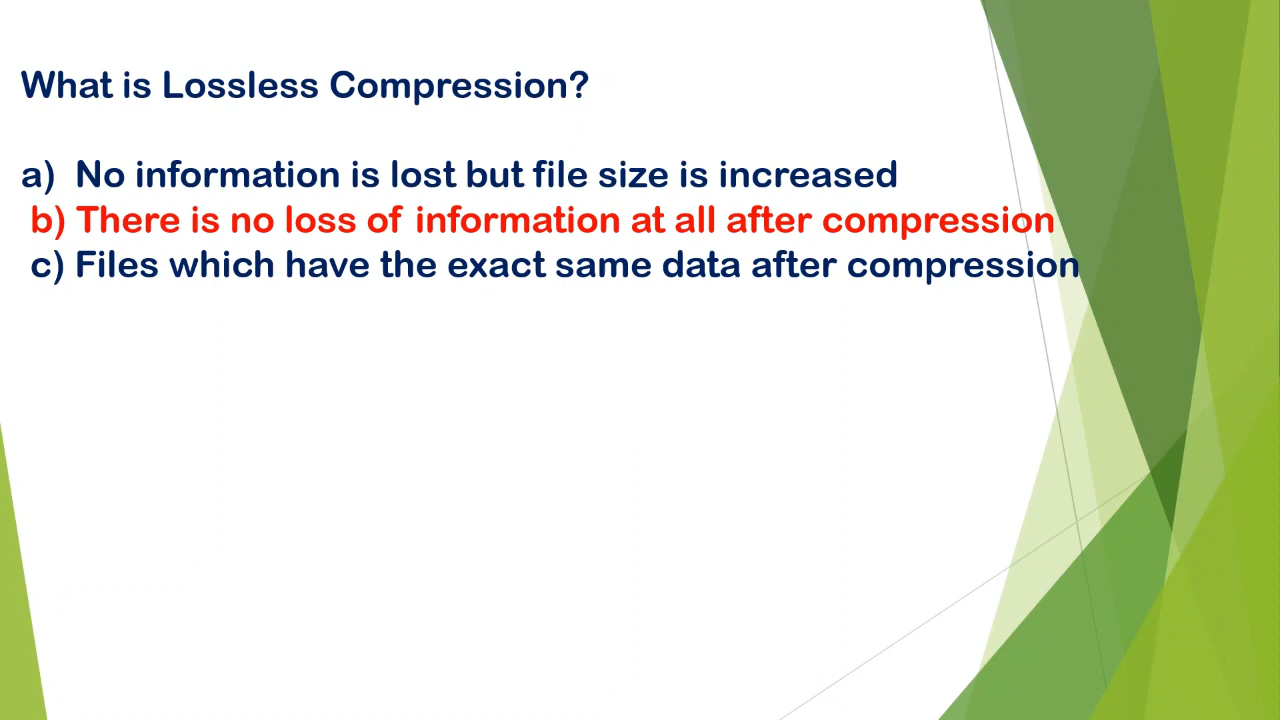 What is Lossless Compression?
a) No information is lost but file size is increased
b) There is no loss of information at all after compression
c) Files which have the exact same data after compression